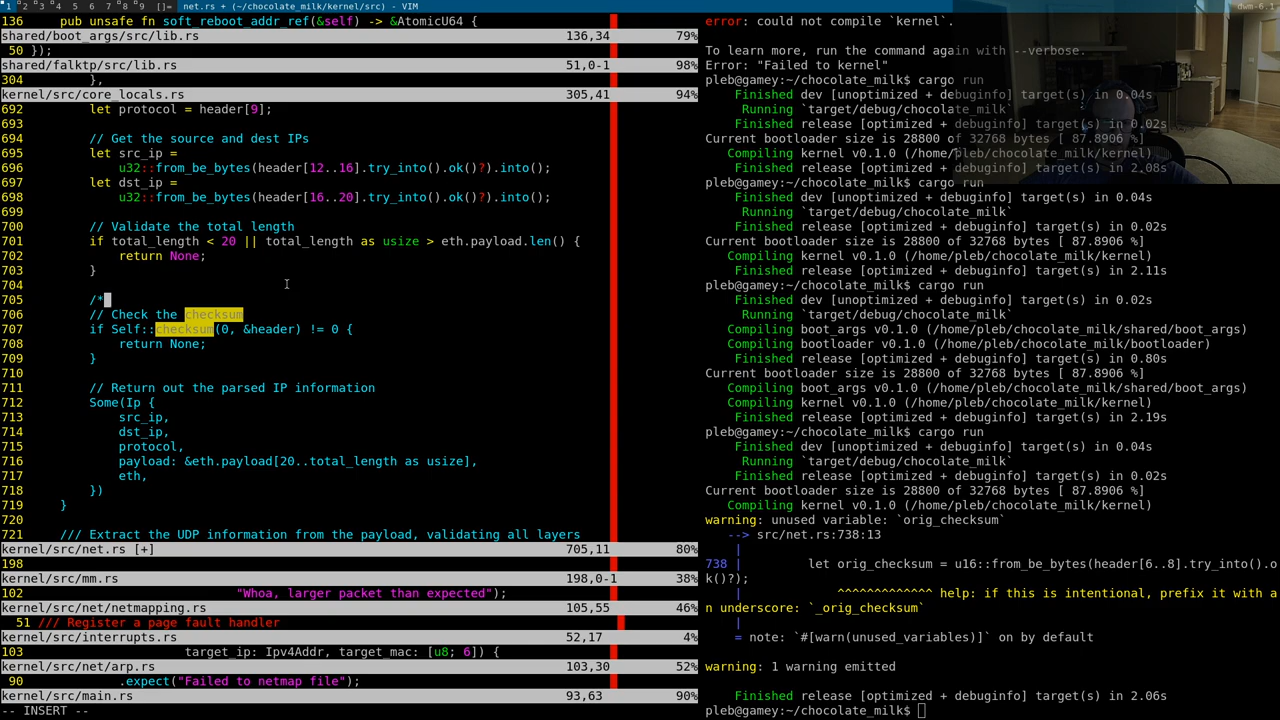 1 2 3 4 5 6 7 8 9 []= net.rs + (~/chocolate_milk/kernel/src) - VIM
dwm-6.1
136     pub unsafe fn soft_reboot_addr_ref(&self) -> &AtomicU64 {
shared/boot_args/src/lib.rs 136,34 79%
50 });
shared/falktp/src/lib.rs 51,0-1 98%
304             },
kernel/src/core_locals.rs 305,41 94%
692         let protocol = header[9];
693
694         // Get the source and dest IPs
695         let src_ip =
696             u32::from_be_bytes(header[12..16].try_into().ok()?).into();
697         let dst_ip =
698             u32::from_be_bytes(header[16..20].try_into().ok()?).into();
699
700         // Validate the total length
701         if total_length < 20 || total_length as usize > eth.payload.len() {
702             return None;
703         }
704
705         /*
706         // Check the checksum
707         if Self::checksum(0, &header) != 0 {
708             return None;
709         }
710
711         // Return out the parsed IP information
712         Some(Ip {
713             src_ip,
714             dst_ip,
715             protocol,
716             payload: &eth.payload[20..total_length as usize],
717             eth,
718         })
719     }
720
721     /// Extract the UDP information from the payload, validating all layers
kernel/src/net.rs [+] 705,11 80%
198
kernel/src/mm.rs 198,0-1 38%
102                             "Whoa, larger packet than expected");
kernel/src/net/netmapping.rs 105,55 46%
51 /// Register a page fault handler
kernel/src/interrupts.rs 52,17 4%
103                     target_ip: Ipv4Addr, target_mac: [u8; 6]) {
kernel/src/net/arp.rs 103,30 52%
90             .expect("Failed to netmap file");
kernel/src/main.rs 93,63 90%
-- INSERT --
error: could not compile `kernel`.

To learn more, run the command again with --verbose.
Error: "Failed to kernel"
pleb@gamey:~/chocolate_milk$ cargo run
    Finished dev [unoptimized + debuginfo] target(s) in 0.04s
     Running `target/debug/chocolate_milk`
    Finished release [optimized + debuginfo] target(s) in 0.02s
Current bootloader size is 28800 of 32768 bytes [ 87.8906 %]
   Compiling kernel v0.1.0 (/home/pleb/chocolate_milk/kernel)
    Finished release [optimized + debuginfo] target(s) in 2.08s
pleb@gamey:~/chocolate_milk$ cargo run
    Finished dev [unoptimized + debuginfo] target(s) in 0.04s
     Running `target/debug/chocolate_milk`
    Finished release [optimized + debuginfo] target(s) in 0.02s
Current bootloader size is 28800 of 32768 bytes [ 87.8906 %]
   Compiling kernel v0.1.0 (/home/pleb/chocolate_milk/kernel)
    Finished release [optimized + debuginfo] target(s) in 2.11s
pleb@gamey:~/chocolate_milk$ cargo run
    Finished dev [unoptimized + debuginfo] target(s) in 0.02s
     Running `target/debug/chocolate_milk`
   Compiling boot_args v0.1.0 (/home/pleb/chocolate_milk/shared/boot_args)
   Compiling bootloader v0.1.0 (/home/pleb/chocolate_milk/bootloader)
    Finished release [optimized + debuginfo] target(s) in 0.80s
Current bootloader size is 28800 of 32768 bytes [ 87.8906 %]
   Compiling boot_args v0.1.0 (/home/pleb/chocolate_milk/shared/boot_args)
   Compiling kernel v0.1.0 (/home/pleb/chocolate_milk/kernel)
    Finished release [optimized + debuginfo] target(s) in 2.19s
pleb@gamey:~/chocolate_milk$ cargo run
    Finished dev [unoptimized + debuginfo] target(s) in 0.04s
     Running `target/debug/chocolate_milk`
    Finished release [optimized + debuginfo] target(s) in 0.02s
Current bootloader size is 28800 of 32768 bytes [ 87.8906 %]
   Compiling kernel v0.1.0 (/home/pleb/chocolate_milk/kernel)
warning: unused variable: `orig_checksum`
   --> src/net.rs:738:13
    |
738 |         let orig_checksum = u16::from_be_bytes(header[6..8].try_into().o
k()?);
    |             ^^^^^^^^^^^^^ help: if this is intentional, prefix it with a
n underscore: `_orig_checksum`
    |
    = note: `#[warn(unused_variables)]` on by default

warning: 1 warning emitted

    Finished release [optimized + debuginfo] target(s) in 2.06s
pleb@gamey:~/chocolate_milk$